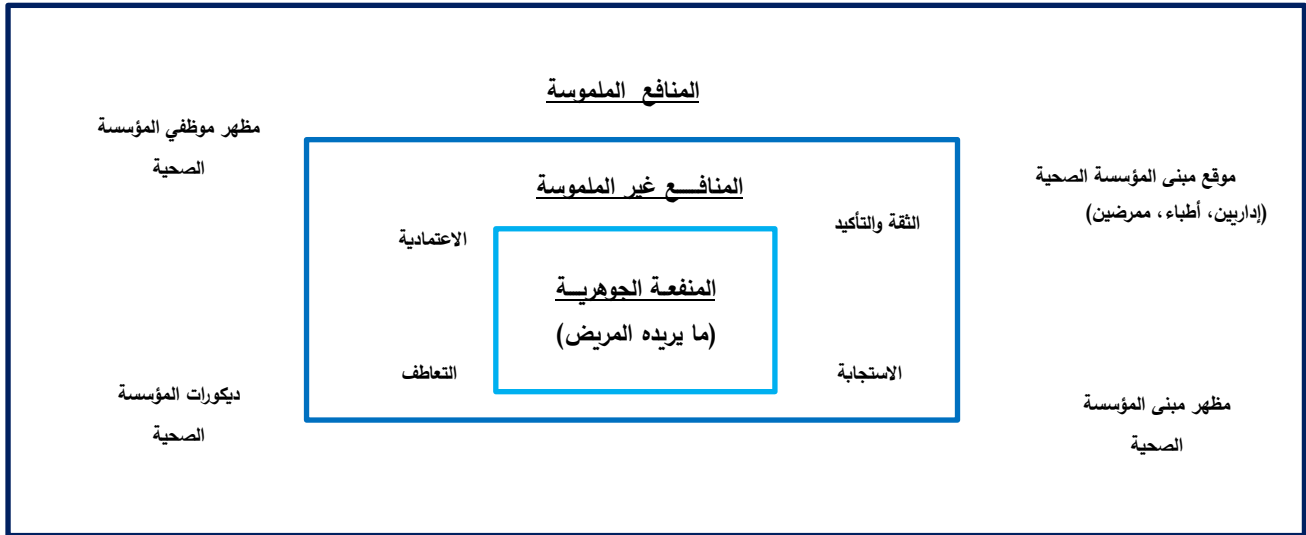 المنافع الملموسة
موقع مبنى المؤسسة الصحية
(إداريين، أطباء، ممرضين)
مظهر موظفي المؤسسة
الصحية
المنافـــع غير الملموسة
الثقة والتأكيد
الاعتمادية
المنفعـة الجوهريــة
(ما يريده المريض)
الاستجابة
التعاطف
مظهر مبنى المؤسسة
الصحية
ديكورات المؤسسة
الصحية